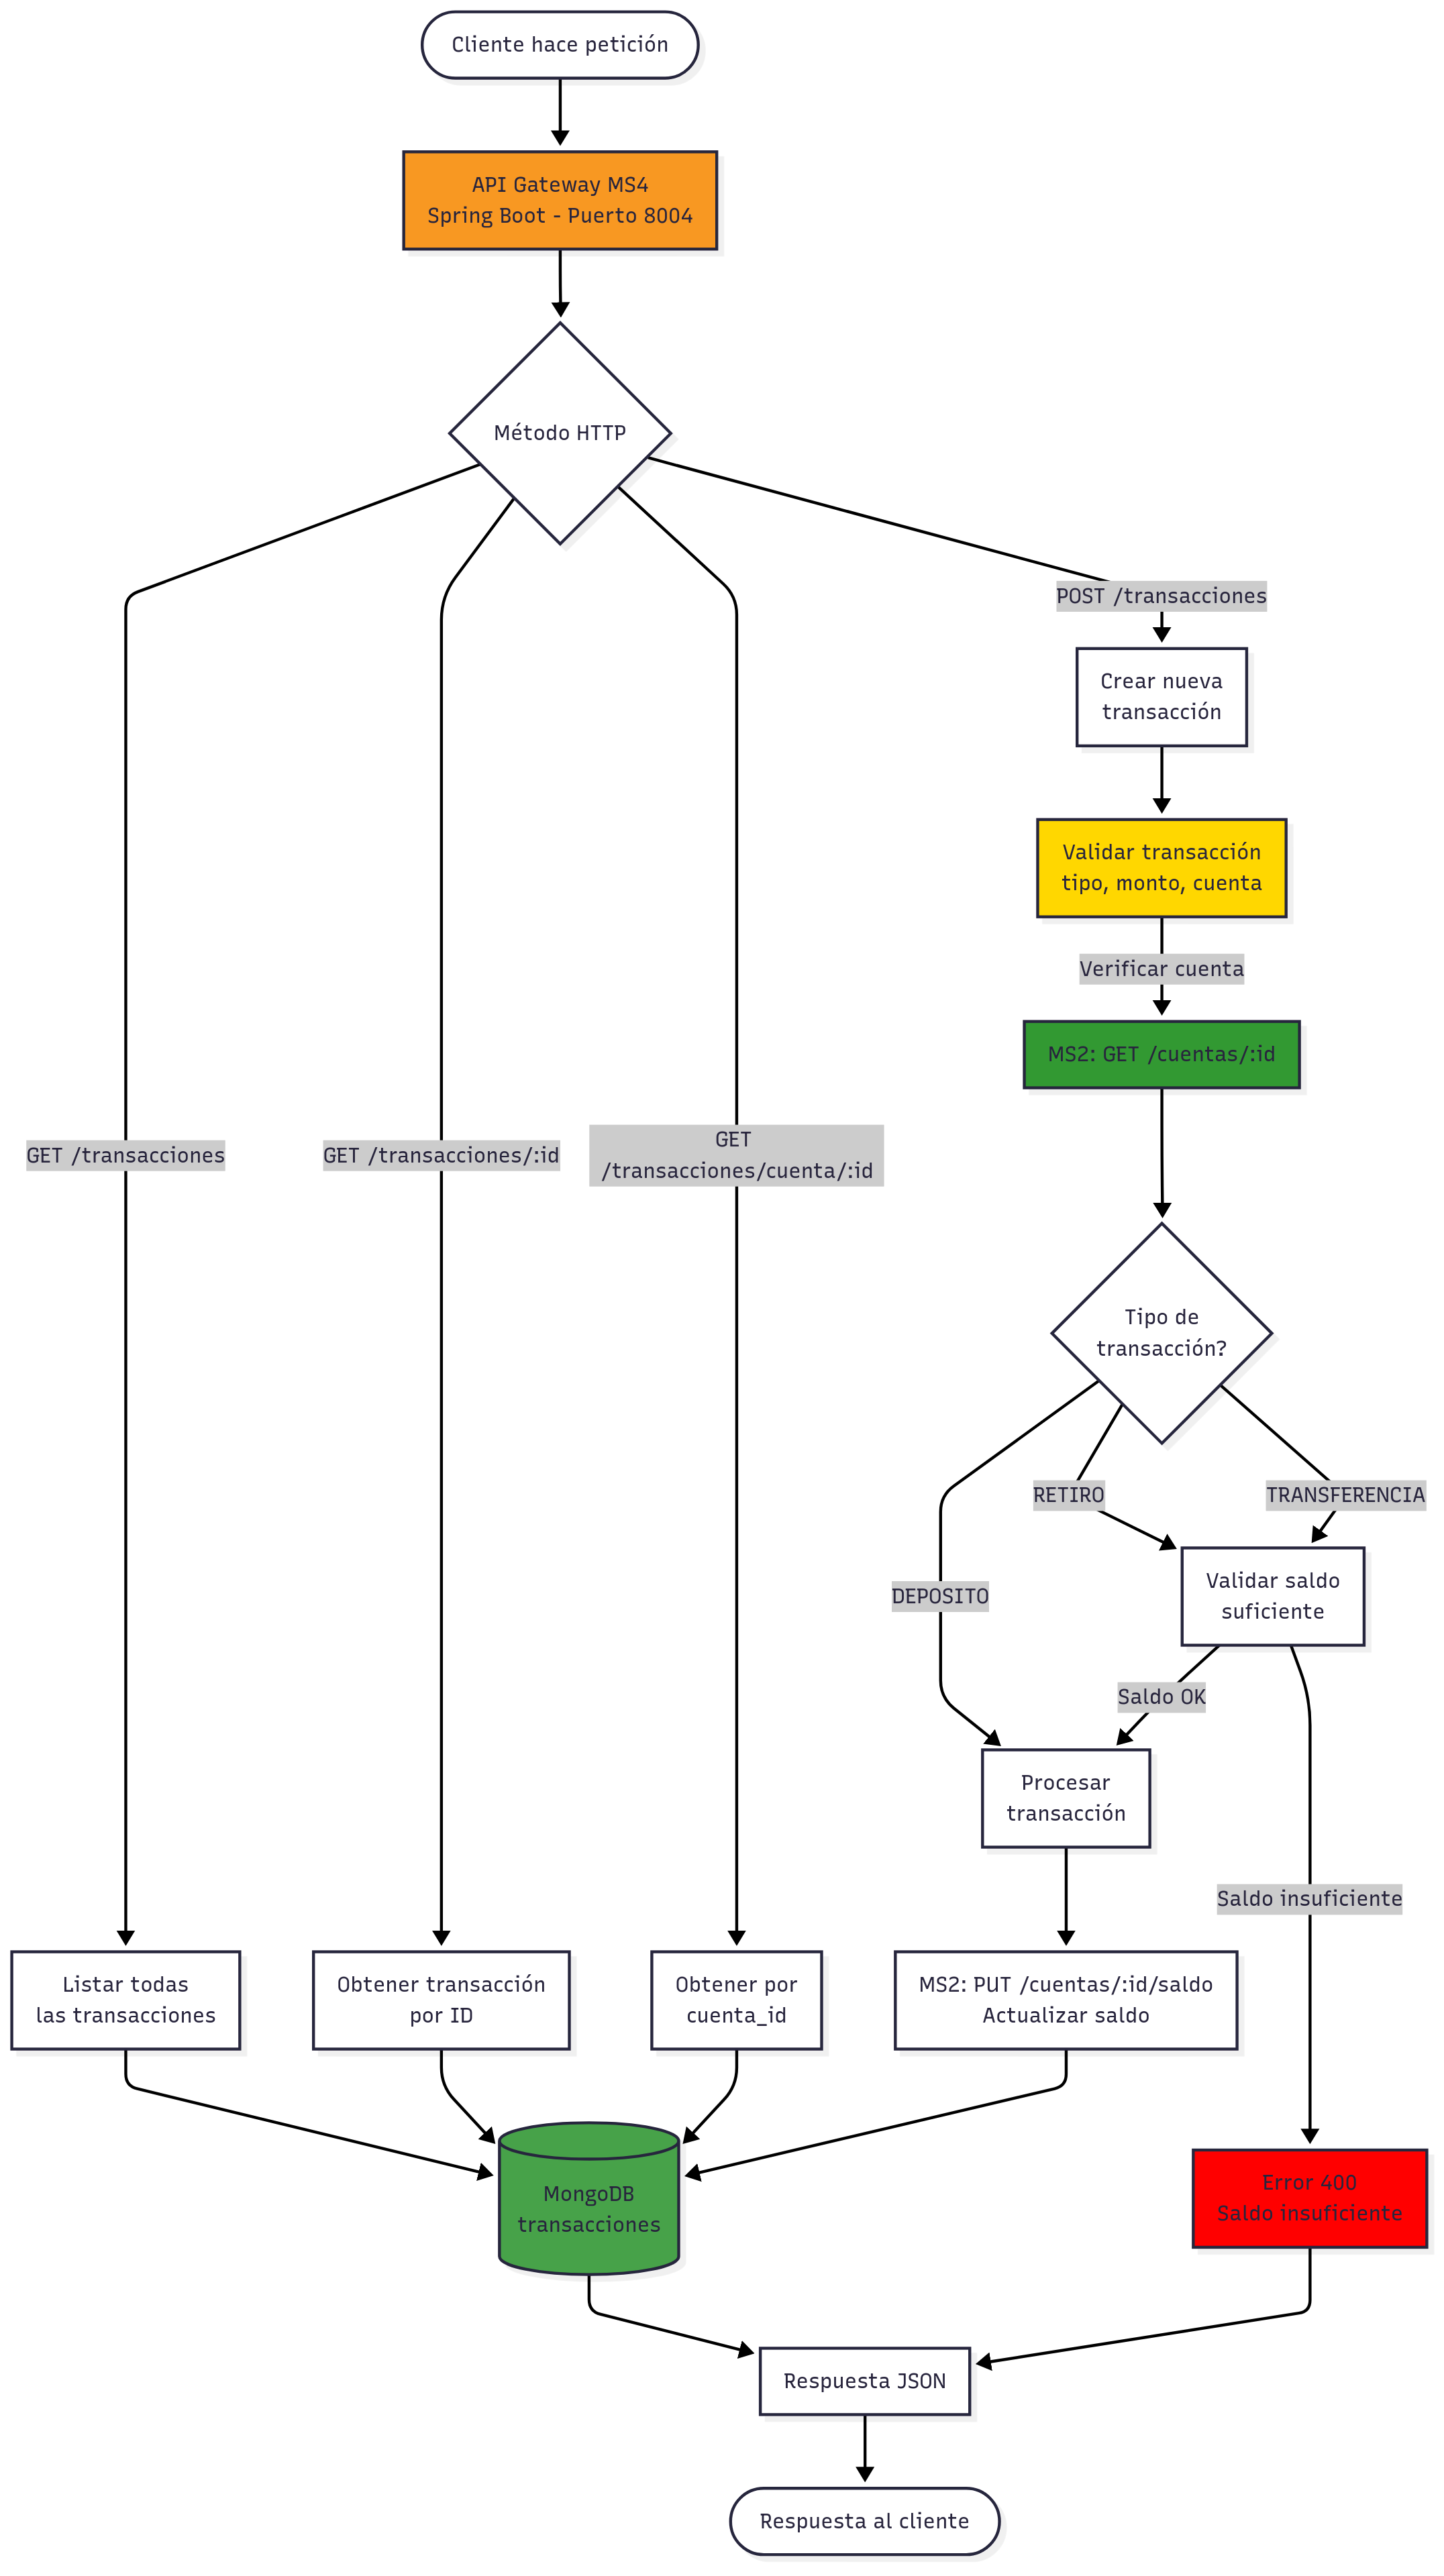 Cliente hace petición
API Gateway MS4
Spring Boot - Puerto 8004
Método HTTP
POST /transacciones
Crear nueva
transacción
Validar transacción
tipo, monto, cuenta
Verificar cuenta
MS2: GET /cuentas/:id
GET /transacciones
GET /transacciones/:id
GET
/transacciones/cuenta/:id
Tipo de
transacción?
RETIRO
TRANSFERENCIA
DEPOSITO
Validar saldo
suficiente
Saldo OK
Procesar
transacción
Saldo insuficiente
Listar todas
las transacciones
Obtener transacción
por ID
Obtener por
cuenta_id
MS2: PUT /cuentas/:id/saldo
Actualizar saldo
MongoDB
transacciones
Error 400
Saldo insuficiente
Respuesta JSON
Respuesta al cliente